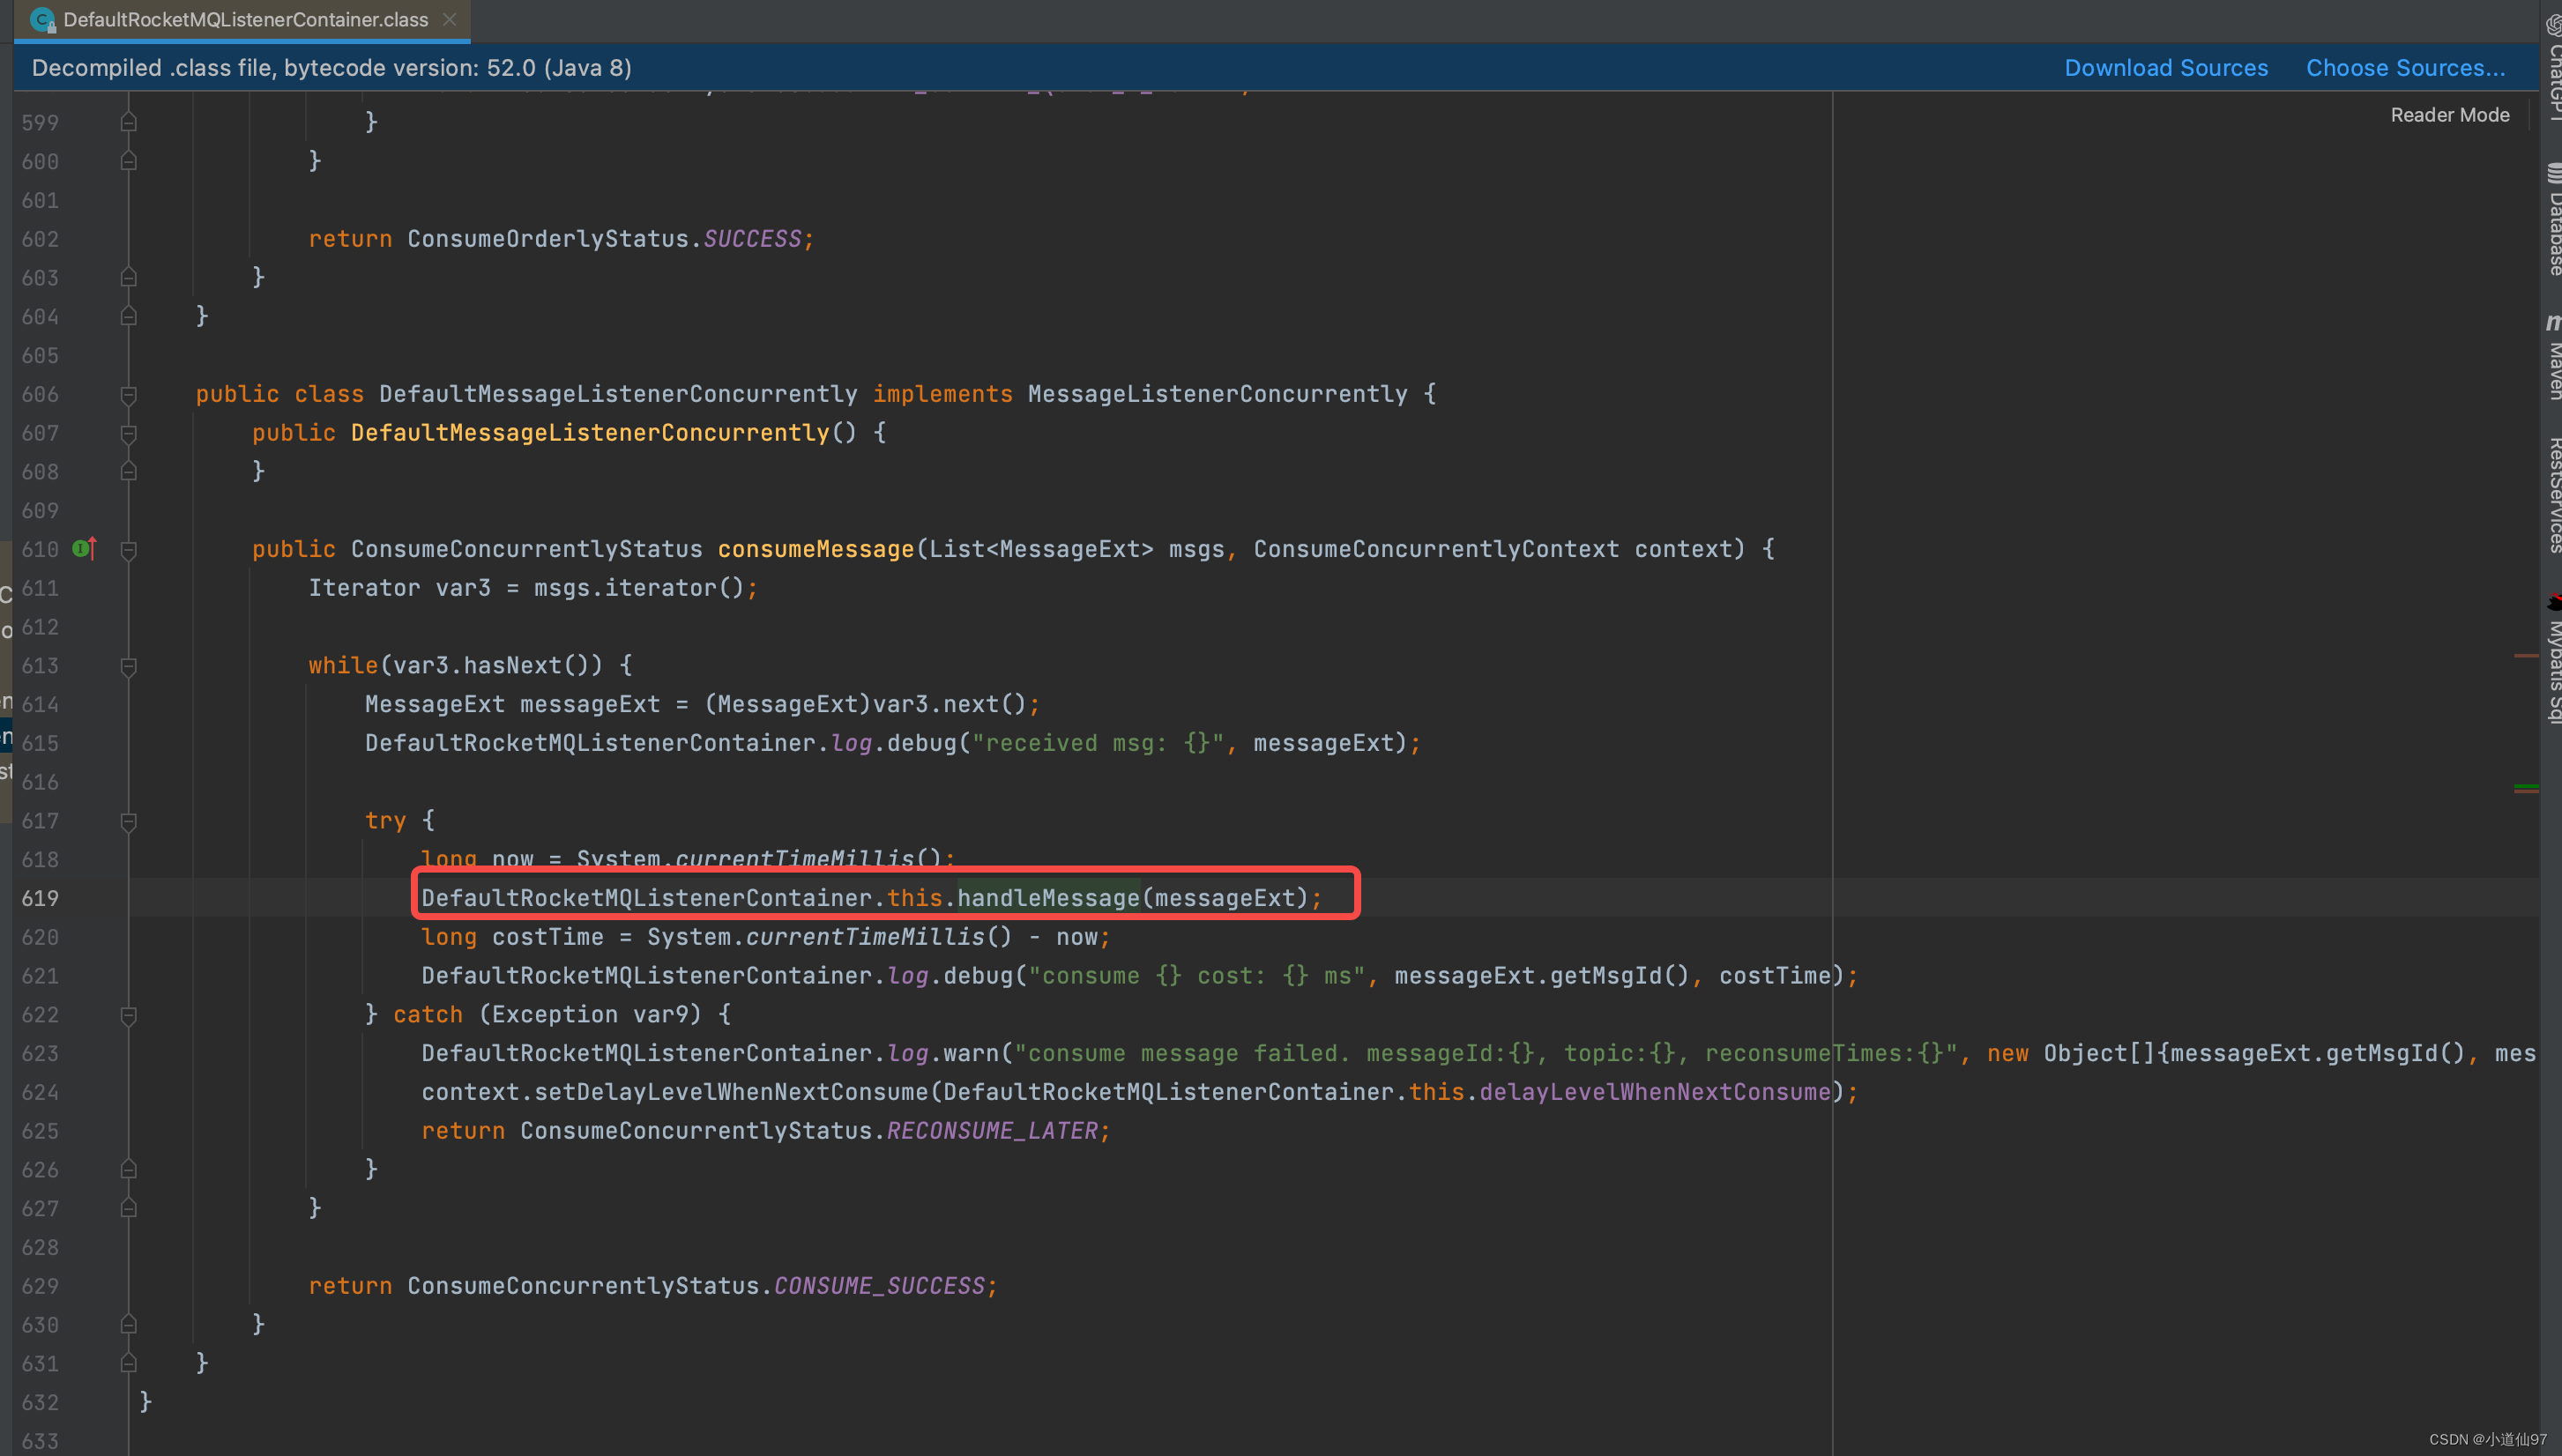 DefaultRocketMQListenerContainer.class
Decompiled .class file, bytecode version: 52.0 (Java 8)
Download Sources
Choose Sources...
Reader Mode
599 }
600 }
601
602 return ConsumeOrderlyStatus.SUCCESS;
603 }
604 }
605
606 public class DefaultMessageListenerConcurrently implements MessageListenerConcurrently {
607 public DefaultMessageListenerConcurrently() {
608 }
609
610 public ConsumeConcurrentlyStatus consumeMessage(List<MessageExt> msgs, ConsumeConcurrentlyContext context) {
611 Iterator var3 = msgs.iterator();
612
613 while(var3.hasNext()) {
614 MessageExt messageExt = (MessageExt)var3.next();
615 DefaultRocketMQListenerContainer.log.debug("received msg: {}", messageExt);
616
617 try {
618 long now = System.currentTimeMillis();
619 DefaultRocketMQListenerContainer.this.handleMessage(messageExt);
620 long costTime = System.currentTimeMillis() - now;
621 DefaultRocketMQListenerContainer.log.debug("consume {} cost: {} ms", messageExt.getMsgId(), costTime);
622 } catch (Exception var9) {
623 DefaultRocketMQListenerContainer.log.warn("consume message failed. messageId:{}, topic:{}, reconsumeTimes:{}", new Object[]{messageExt.getMsgId(), mes
624 context.setDelayLevelWhenNextConsume(DefaultRocketMQListenerContainer.this.delayLevelWhenNextConsume);
625 return ConsumeConcurrentlyStatus.RECONSUME_LATER;
626 }
627 }
628
629 return ConsumeConcurrentlyStatus.CONSUME_SUCCESS;
630 }
631 }
632 }
633
ChatGPT
Database
Maven
RestServices
Mybatis Sql
CSDN @小道仙97